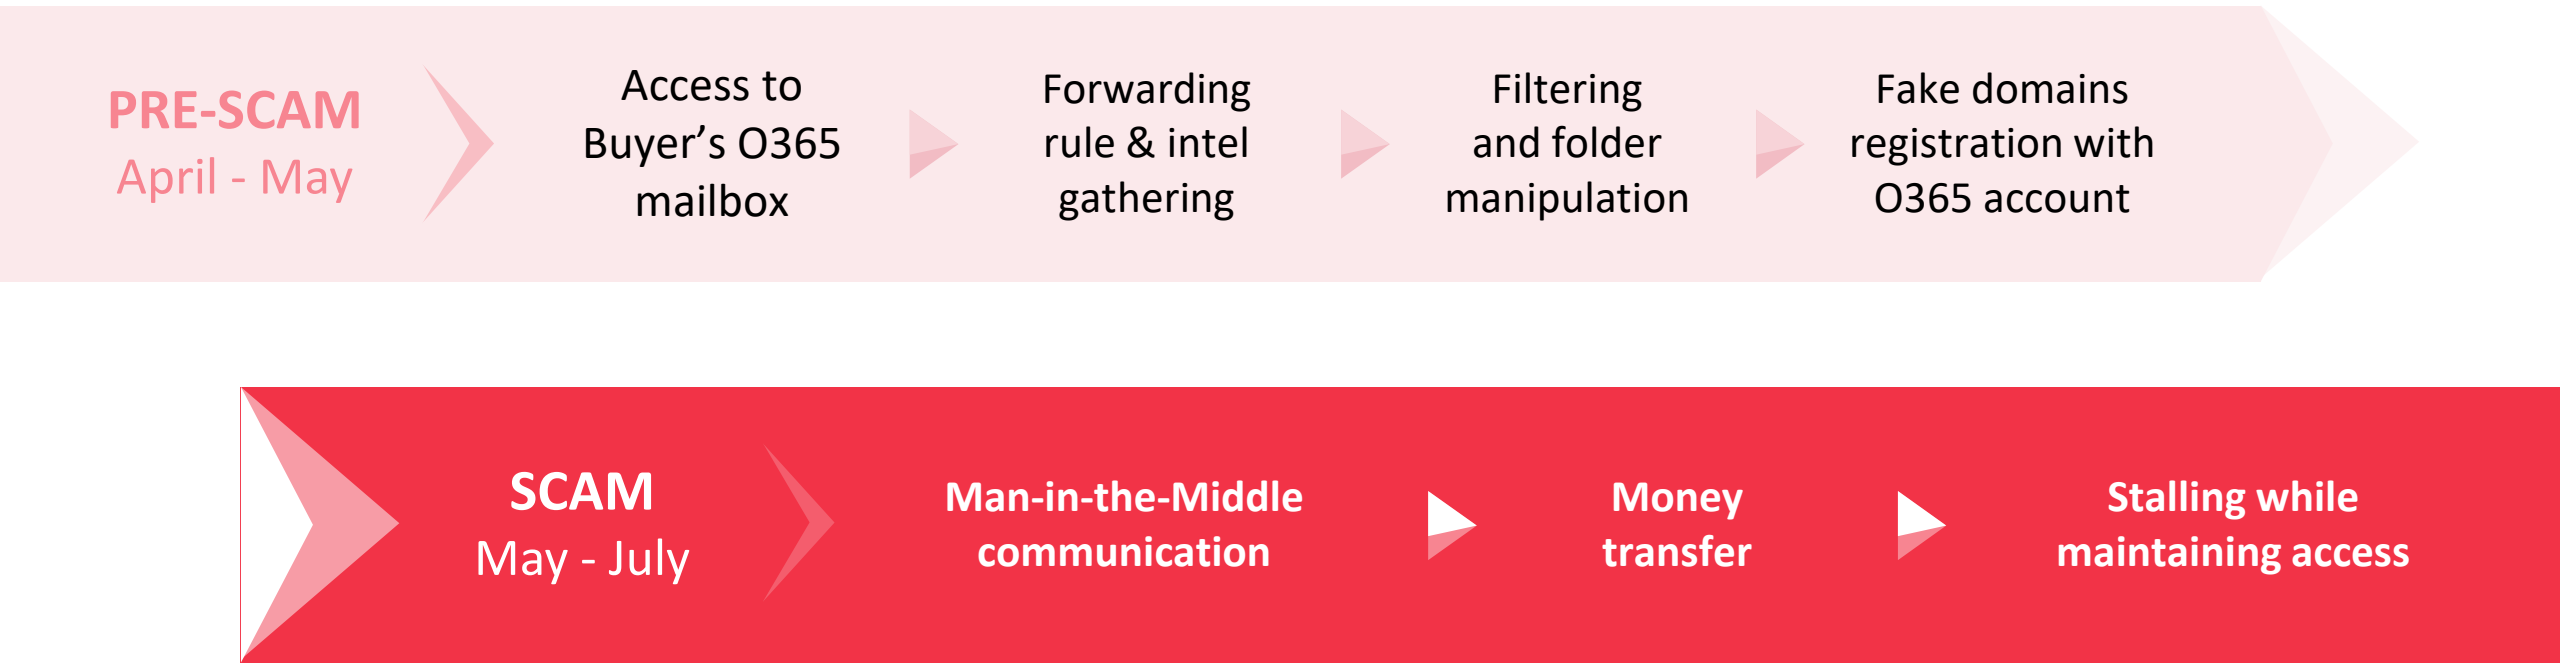 PRE-SCAM
April - May
Access to
Buyer’s O365
mailbox
Forwarding
rule & intel
gathering
Filtering
and folder
manipulation
Fake domains
registration with
O365 account
SCAM
May - July
Man-in-the-Middle
communication
Money
transfer
Stalling while
maintaining access